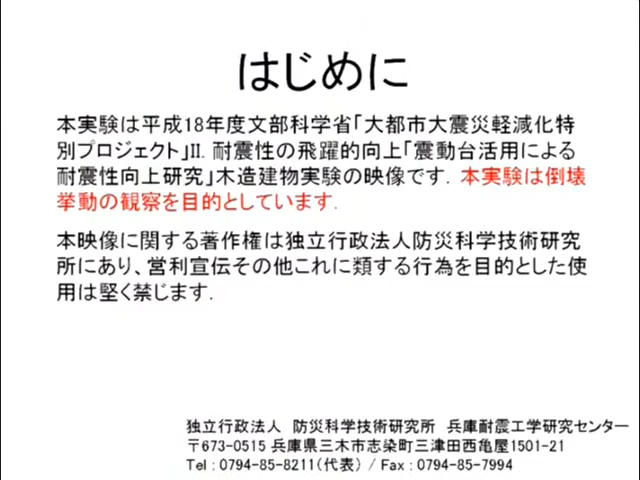 はじめに
本実験は平成18年度文部科学省｢大都市大震災軽減化特
別プロジェクト｣II. 耐震性の飛躍的向上｢震動台活用による
耐震性向上研究｣木造建物実験の映像です. 本実験は倒壊
挙動の観察を目的としています.
本映像に関する著作権は独立行政法人防災科学技術研究
所にあり、営利宣伝その他これに類する行為を目的とした使
用は堅く禁じます.
独立行政法人 防災科学技術研究所 兵庫耐震工学研究センター
〒673-0515 兵庫県三木市志染町三津田西亀屋1501-21
Tel : 0794-85-8211(代表) / Fax : 0794-85-7994